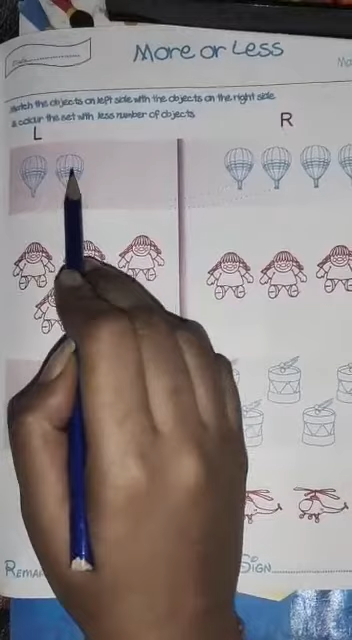 More or Less
Match the objects on left side with the objects on the right side
& colour the set with less number of objects
L
R
Sign